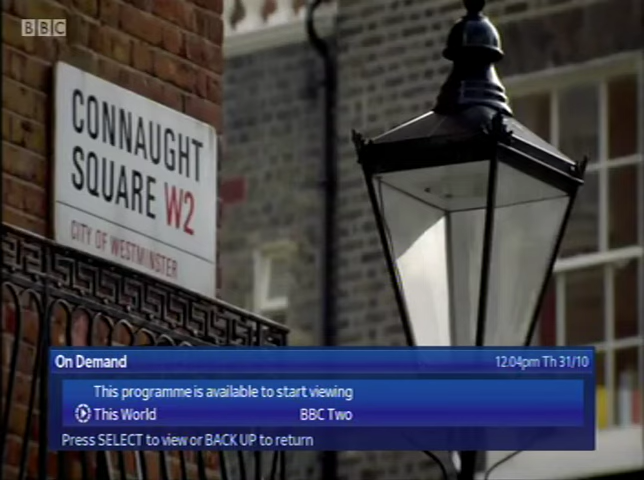 BBC
CONNAUGHT
SQUARE W2
CITY OF WESTMINSTER
On Demand 12.04pm Th 31/10
This programme is available to start viewing
This World BBC Two
Press SELECT to view or BACK UP to return